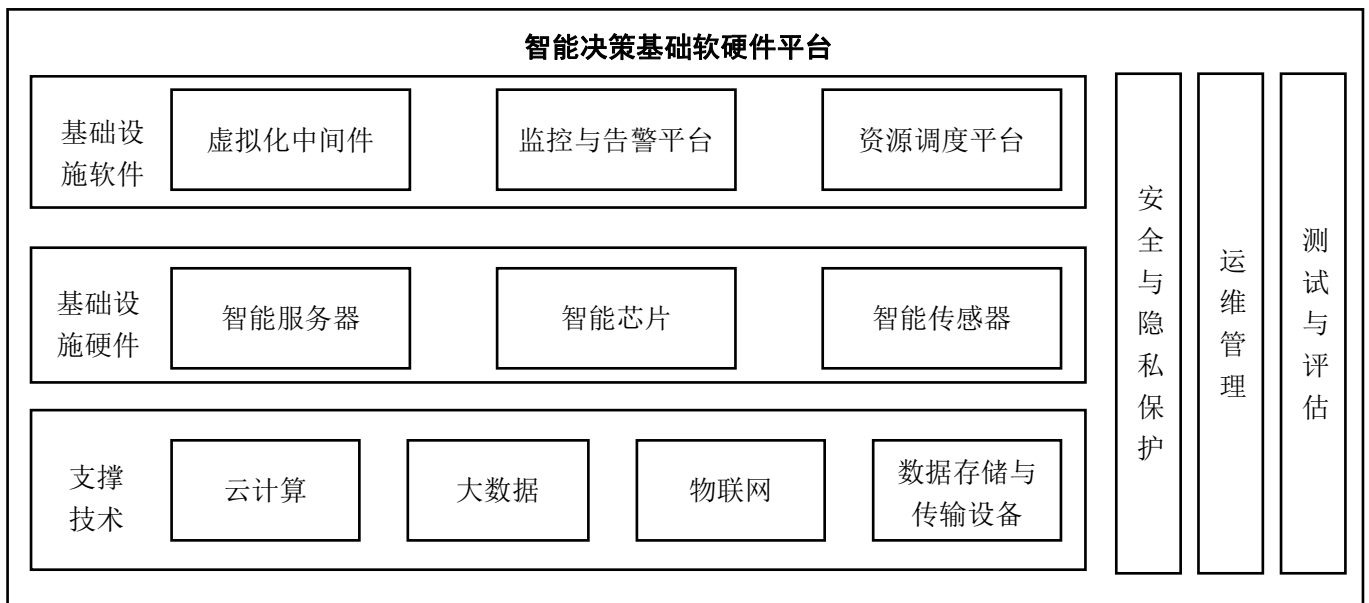 智能决策基础软硬件平台
基础设
施软件
虚拟化中间件
监控与告警平台
资源调度平台
基础设
施硬件
智能服务器
智能芯片
智能传感器
支撑
技术
云计算
大数据
物联网
数据存储与
传输设备
安全与隐私保护
运维管理
测试与评估